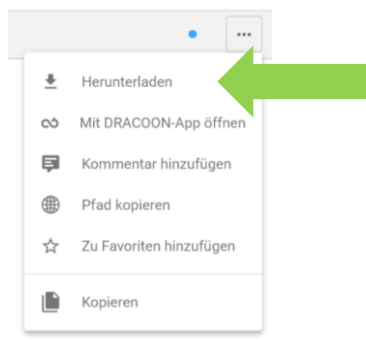 Herunterladen
Mit DRACOON-App öffnen
Kommentar hinzufügen
Pfad kopieren
Zu Favoriten hinzufügen
Kopieren